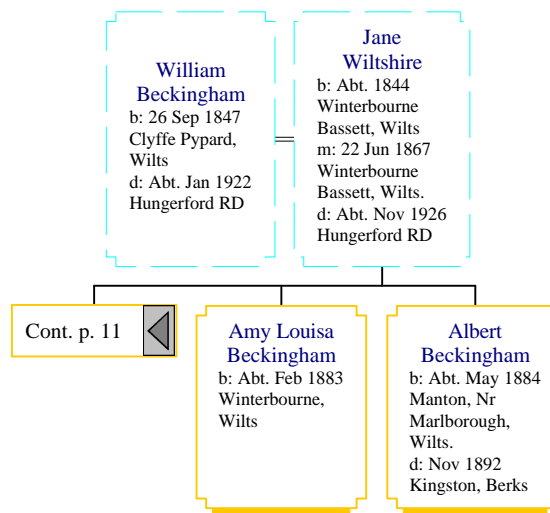 William
Beckingham
b: 26 Sep 1847
Clyffe Pypard,
Wilts
d: Abt. Jan 1922
Hungerford RD
Jane
Wiltshire
b: Abt. 1844
Winterbourne
Bassett, Wilts
m: 22 Jun 1867
Winterbourne
Bassett, Wilts.
d: Abt. Nov 1926
Hungerford RD
Cont. p. 11
Amy Louisa
Beckingham
b: Abt. Feb 1883
Winterbourne,
Wilts
Albert
Beckingham
b: Abt. May 1884
Manton, Nr
Marlborough,
Wilts.
d: Nov 1892
Kingston, Berks